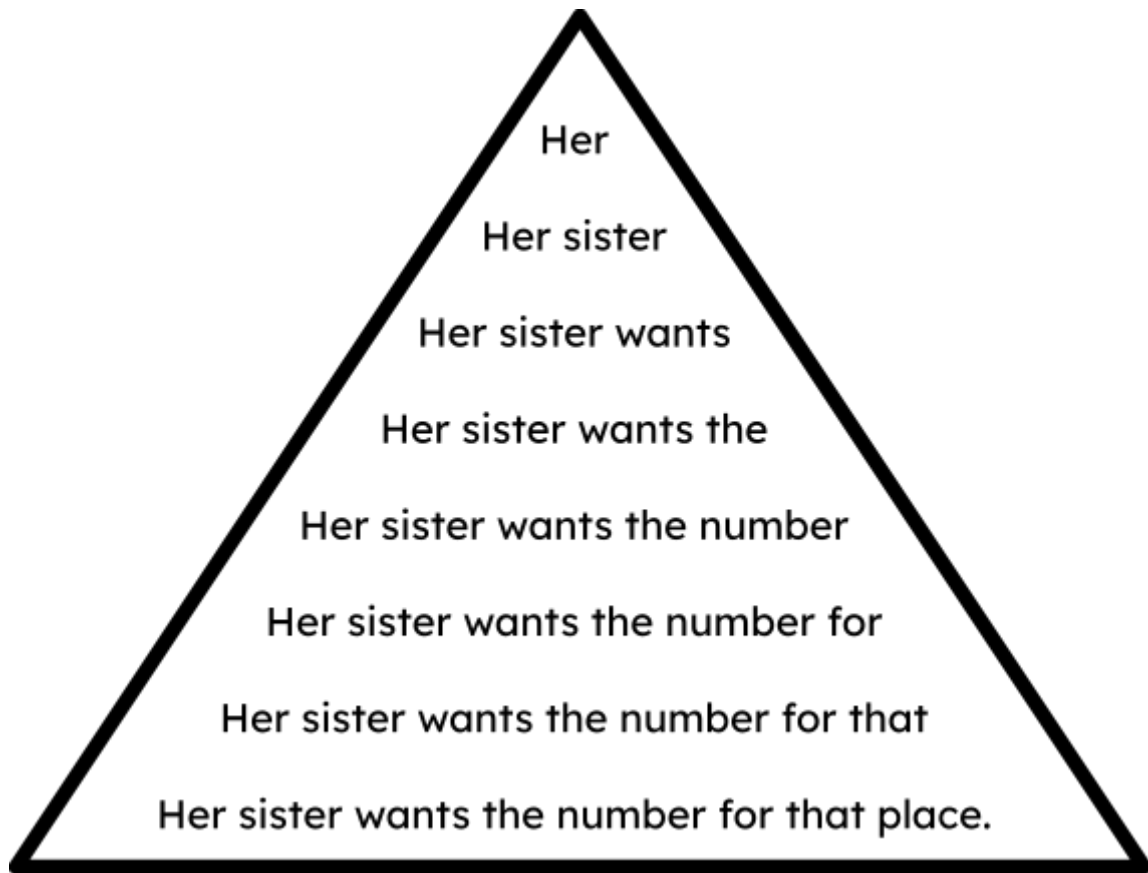 Her
Her sister
Her sister wants
Her sister wants the
Her sister wants the number
Her sister wants the number for
Her sister wants the number for that
Her sister wants the number for that place.